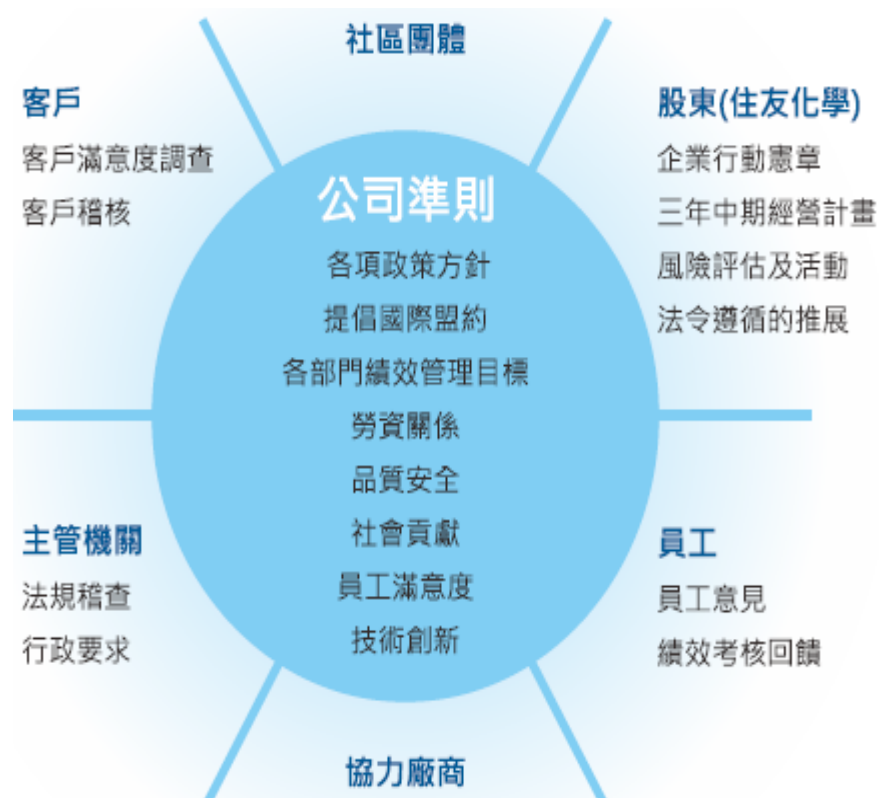 社區團體
客戶
客戶滿意度調查
客戶稽核
股東(住友化學)
企業行動憲章
三年中期經營計畫
風險評估及活動
法令遵循的推展
公司準則
各項政策方針
提倡國際盟約
各部門績效管理目標
勞資關係
品質安全
社會貢獻
員工滿意度
技術創新
主管機關
法規稽查
行政要求
員工
員工意見
績效考核回饋
協力廠商